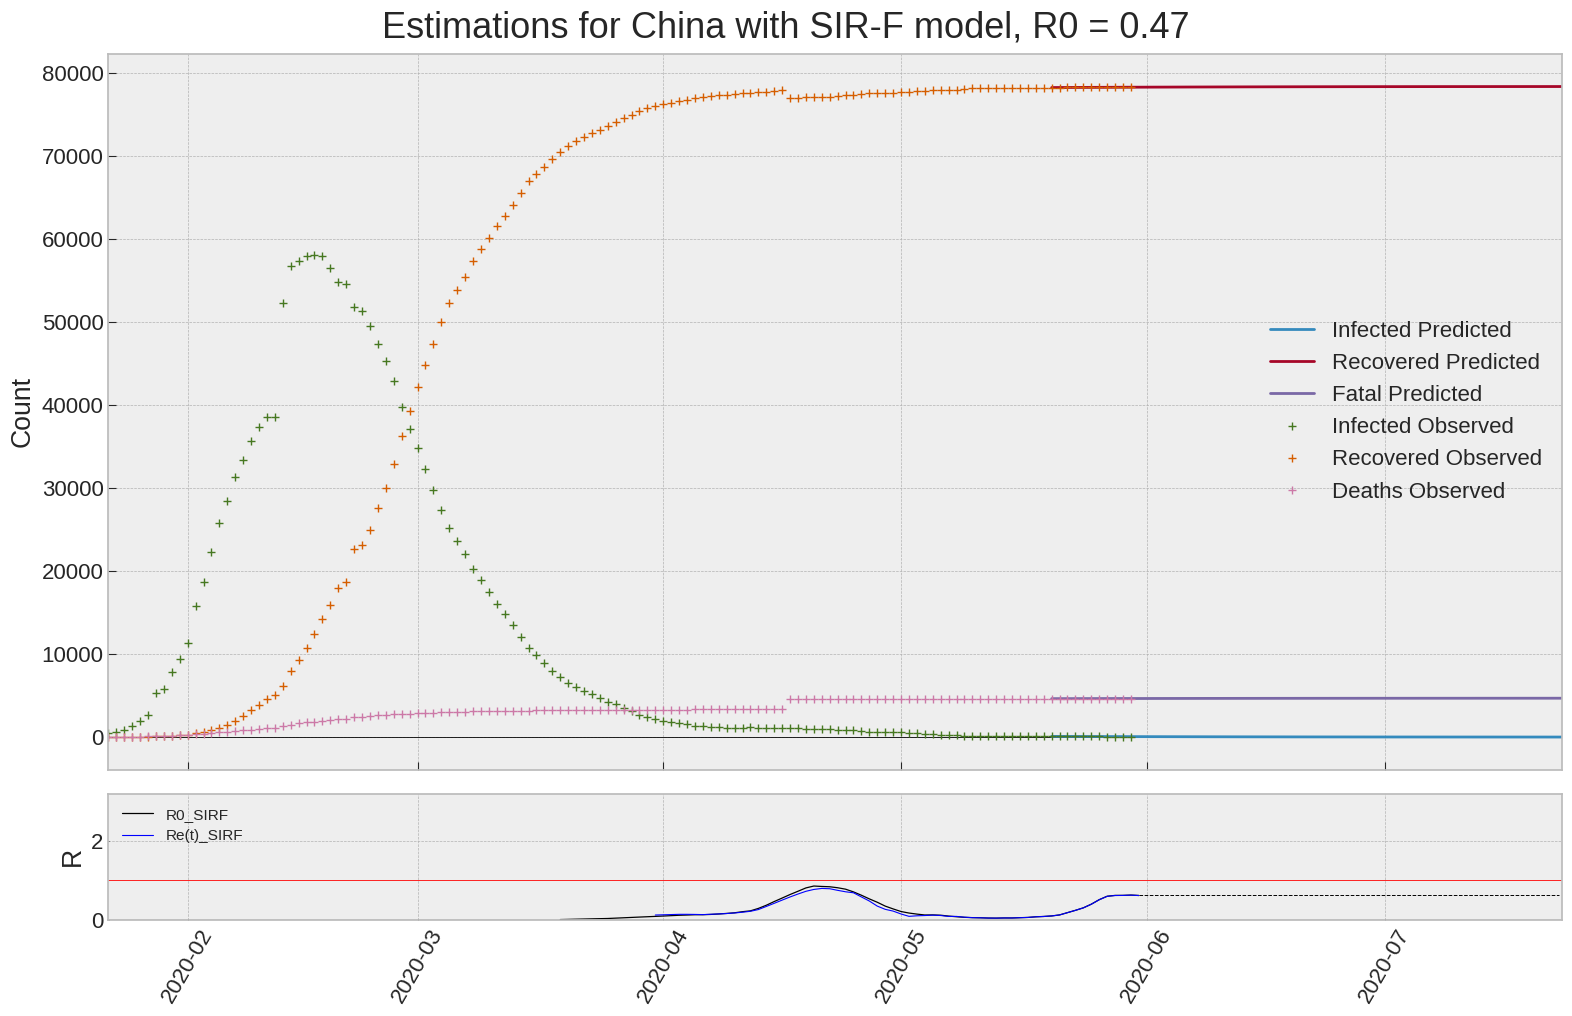 Estimations for China with SIR-F model, R0 = 0.47
80000
70000
60000
50000
40000
30000
20000
10000
0
Count
Infected Predicted
Recovered Predicted
Fatal Predicted
Infected Observed
Recovered Observed
Deaths Observed
R0_SIRF
Re(t)_SIRF
2
0
R
2020-02
2020-03
2020-04
2020-05
2020-06
2020-07